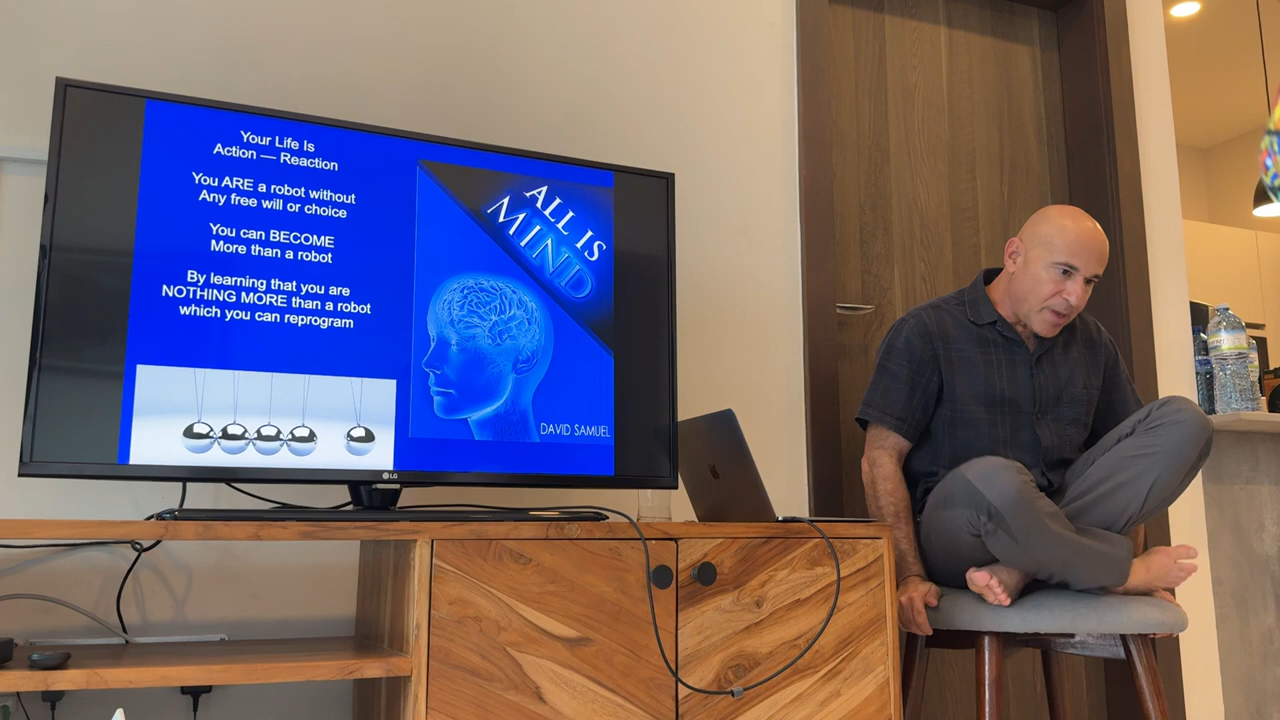 Your Life Is
Action — Reaction
You ARE a robot without
Any free will or choice
You can BECOME
More than a robot
By learning that you are
NOTHING MORE than a robot
which you can reprogram
ALL IS
MIND
DAVID SAMUEL
LG